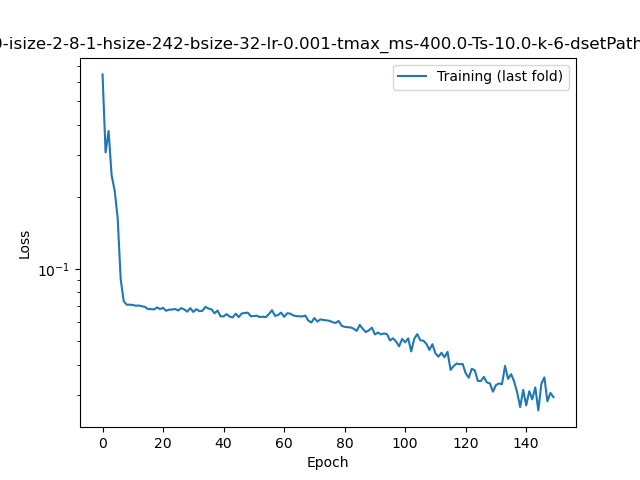 0-isize-2-8-1-hsize-242-bsize-32-lr-0.001-tmax_ms-400.0-Ts-10.0-k-6-dsetPath
Training (last fold)
Loss
10⁻¹
0 20 40 60 80 100 120 140
Epoch